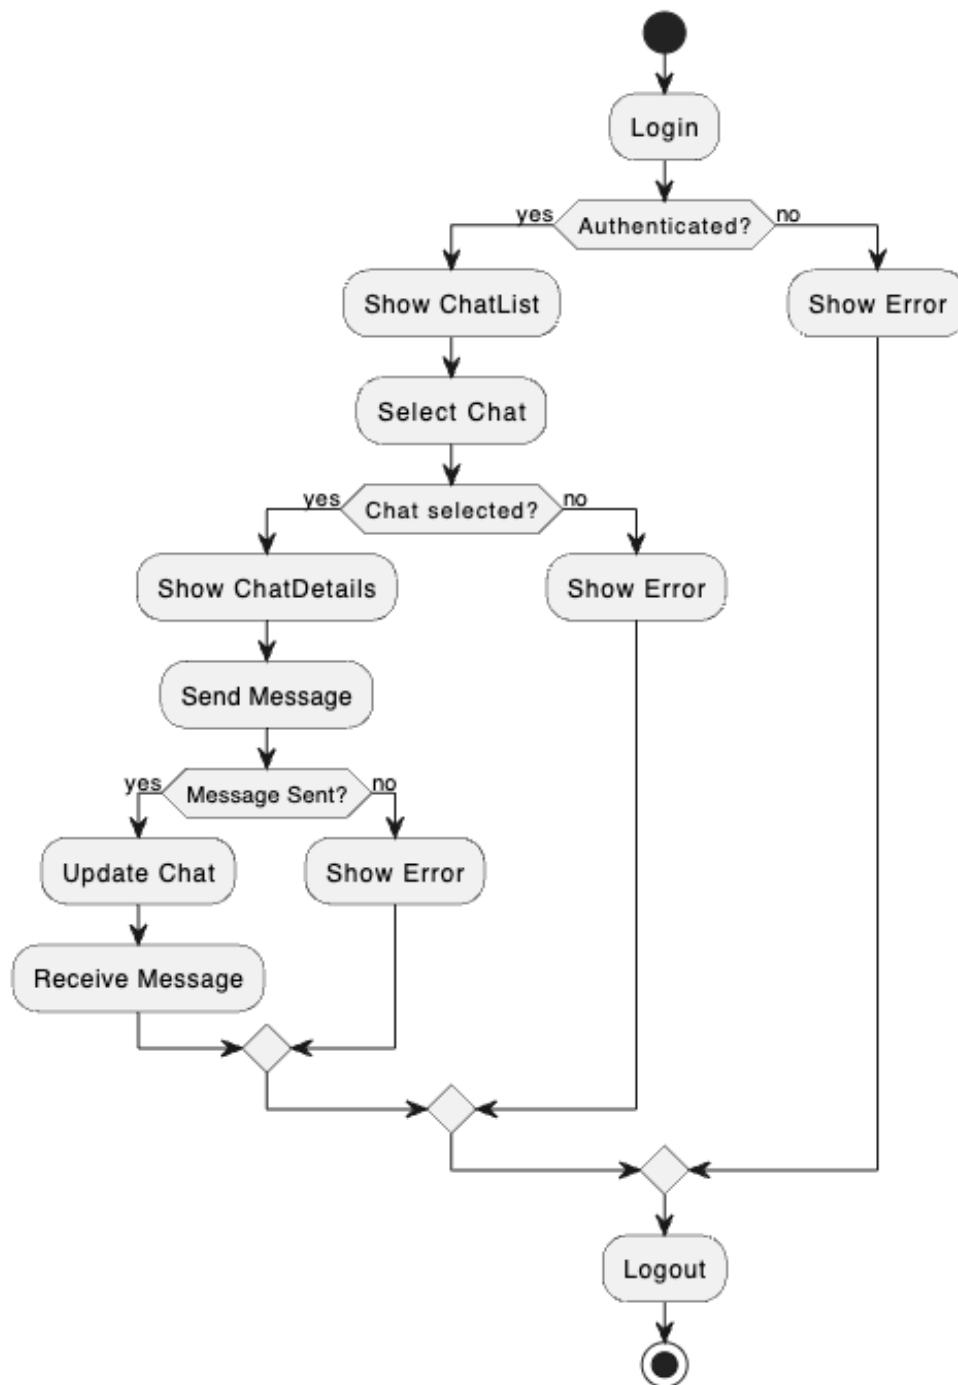 Login
yes
Authenticated?
no
Show ChatList
Show Error
Select Chat
yes
Chat selected?
no
Show ChatDetails
Show Error
Send Message
yes
Message Sent?
no
Update Chat
Show Error
Receive Message
Logout